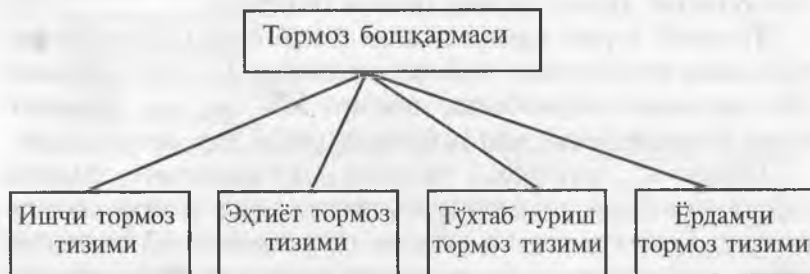 Тормоз бошқармаси
Ишчи тормоз
тизими
Эҳтиёт тормоз
тизими
Тўхтаб туриш
тормоз тизими
Ёрдамчи
тормоз тизими